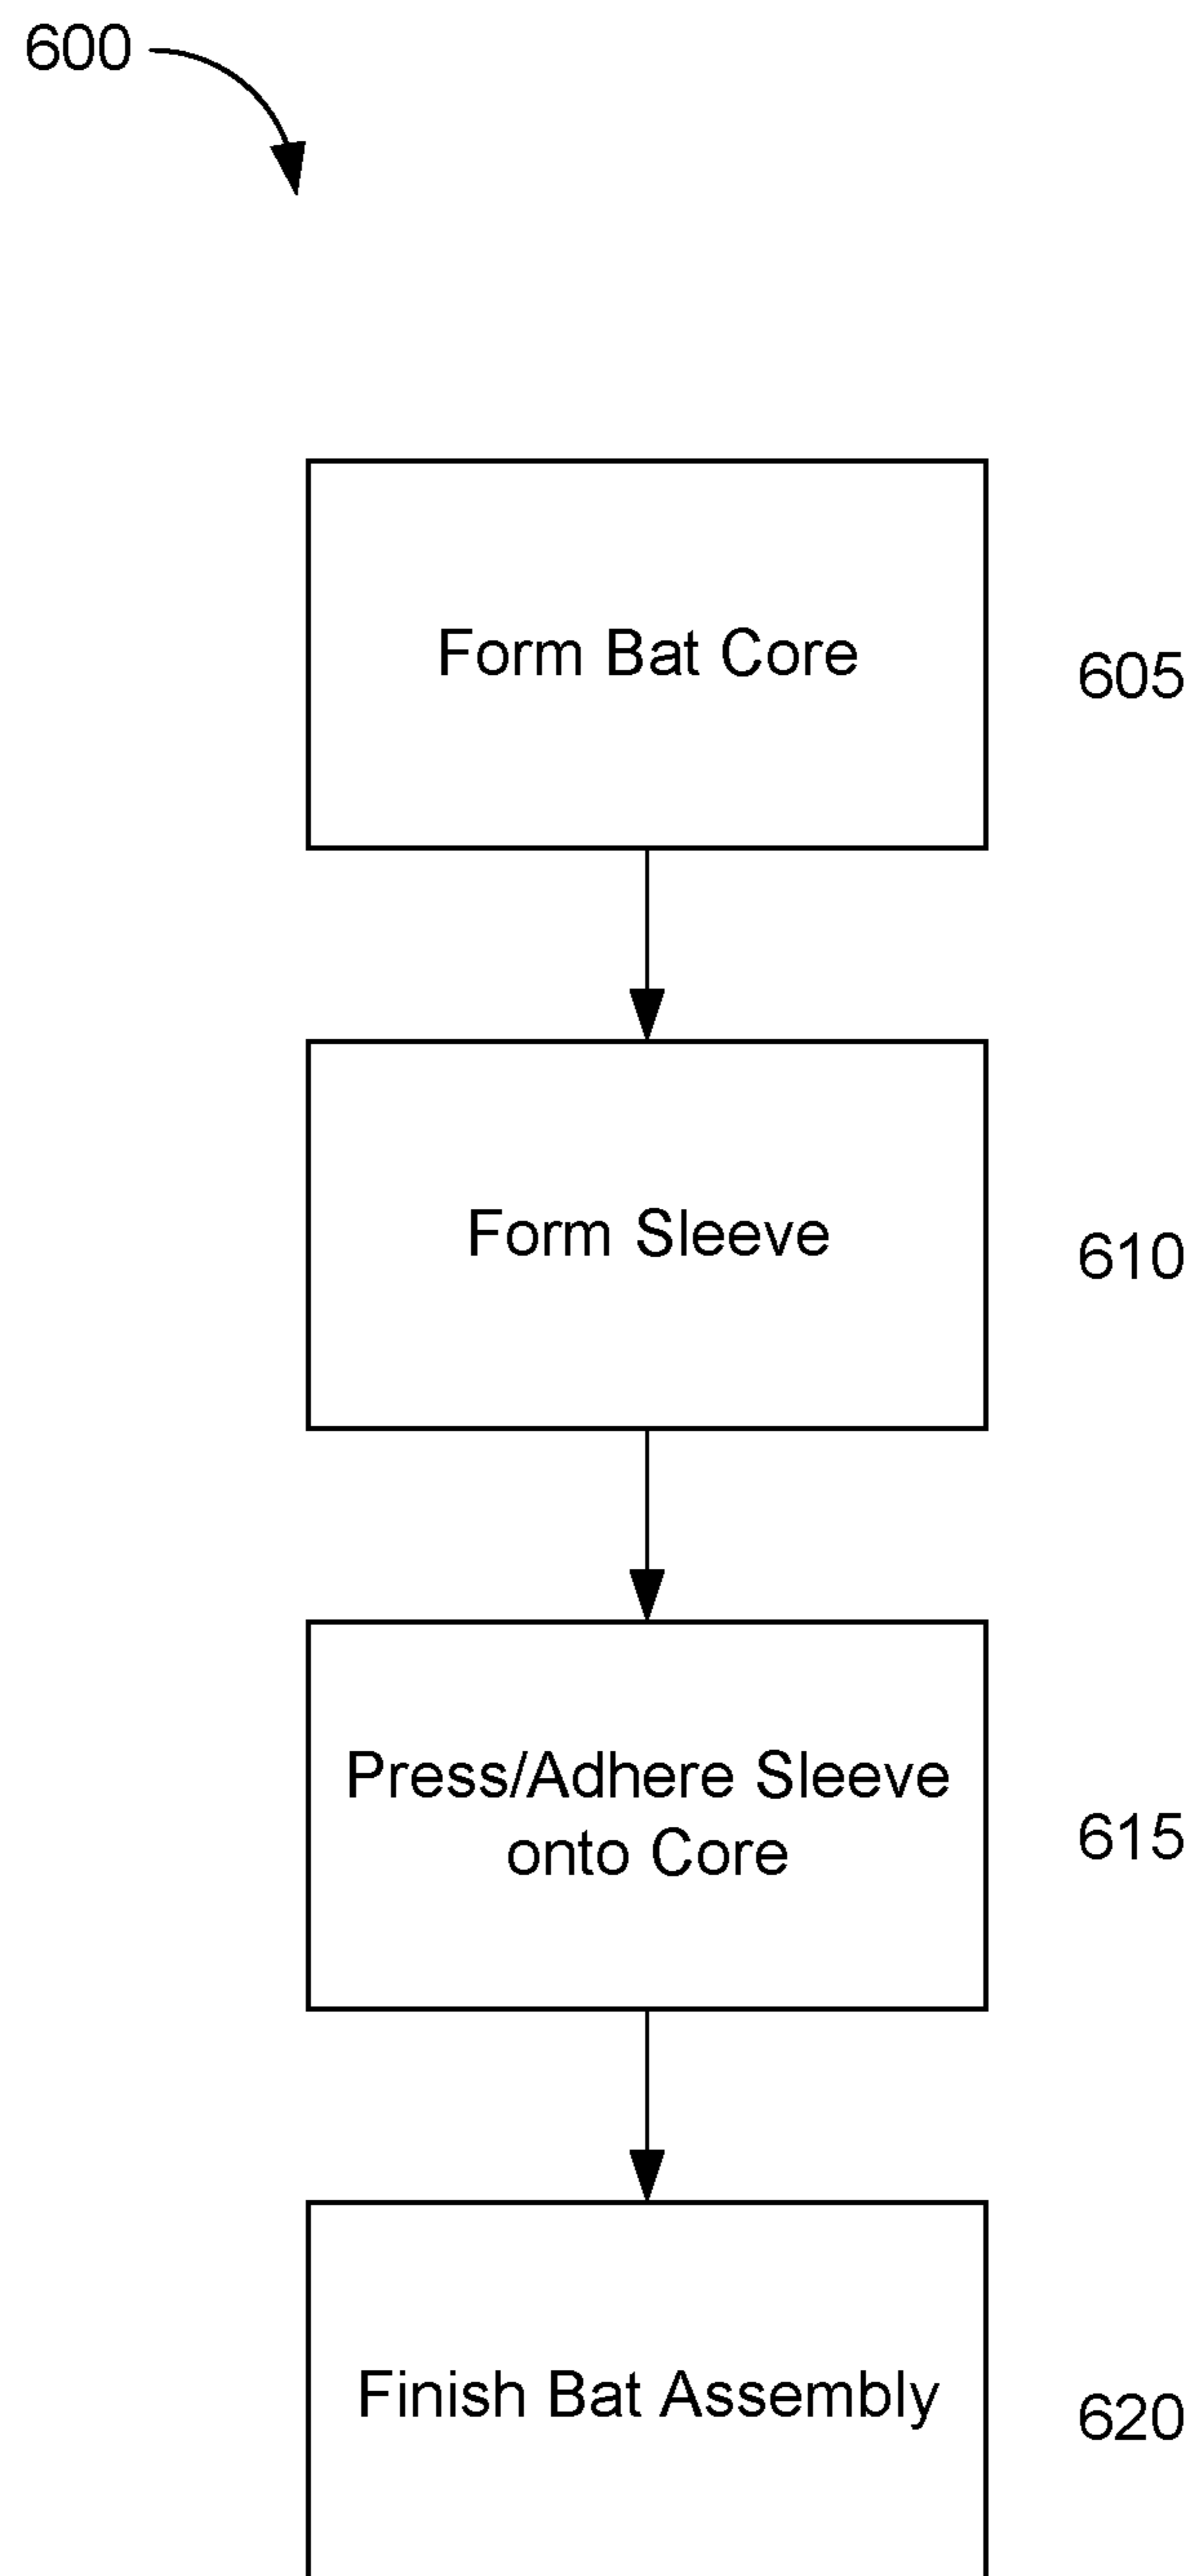 600
Form Bat Core
605
Form Sleeve
610
Press/Adhere Sleeve
onto Core
615
Finish Bat Assembly
620